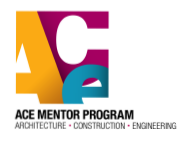 ACe
ACE MENTOR PROGRAM
ARCHITECTURE • CONSTRUCTION • ENGINEERING